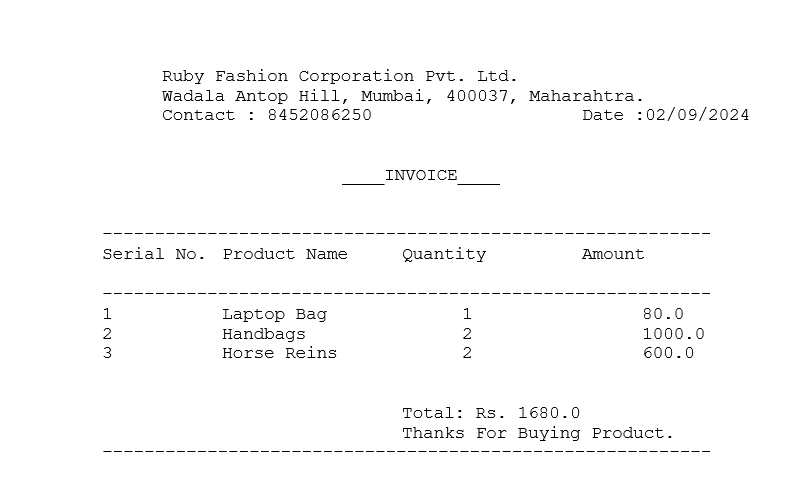 Ruby Fashion Corporation Pvt. Ltd.
Wadala Antop Hill, Mumbai, 400037, Maharahtra.
Contact : 8452086250 Date :02/09/2024
____INVOICE____
----------------------------------------------------------
Serial No. Product Name Quantity Amount
----------------------------------------------------------
1 Laptop Bag 1 80.0
2 Handbags 2 1000.0
3 Horse Reins 2 600.0
Total: Rs. 1680.0
Thanks For Buying Product.
----------------------------------------------------------